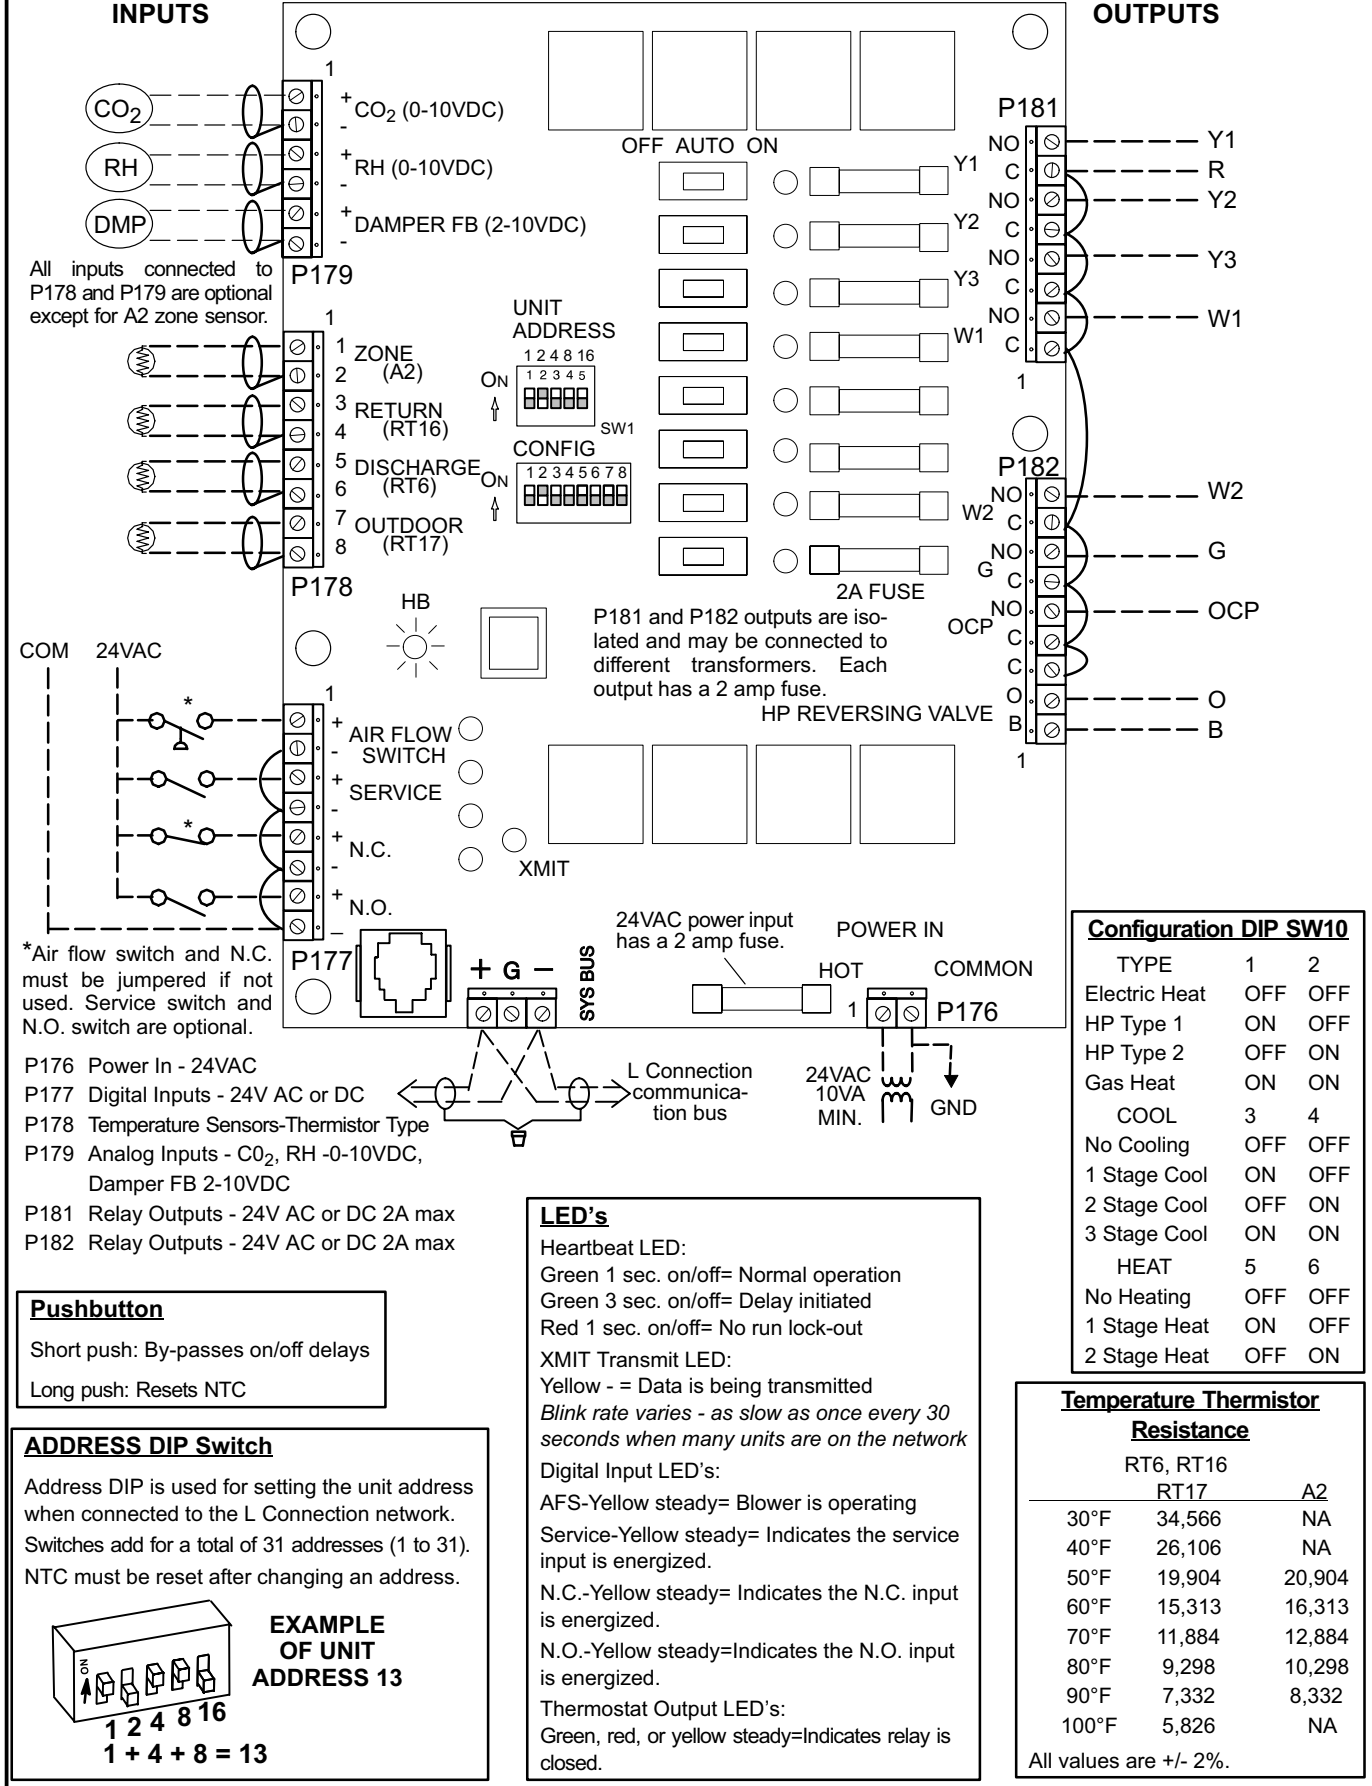 INPUTS
OUTPUTS
1
CO2
+
CO2 (0-10VDC)
-
RH
+
RH (0-10VDC)
-
DMP
+
DAMPER FB (2-10VDC)
-
P179
All inputs connected to
P178 and P179 are optional
except for A2 zone sensor.
OFF AUTO ON
Y1
Y2
Y3
W1
W2
G
OCP
2A FUSE
P181
NO
Y1
C
R
NO
Y2
C
NO
Y3
C
NO
W1
C
1
P182
NO
W2
C
NO
G
C
NO
OCP
C
C
O
O
B
B
1
HP REVERSING VALVE
UNIT
ADDRESS
1 2 4 8 16
1 2 3 4 5
ON
SW1
CONFIG
1 2 3 4 5 6 7 8
ON
1
1
ZONE
2
(A2)
3
RETURN
4
(RT16)
5
DISCHARGE
6
(RT6)
7
OUTDOOR
8
(RT17)
P178
HB
P181 and P182 outputs are iso-
lated and may be connected to
different transformers. Each
output has a 2 amp fuse.
COM 24VAC
1
*
+
AIR FLOW
-
SWITCH
+
SERVICE
-
*
+
N.C.
-
+
N.O.
–
P177
XMIT
*Air flow switch and N.C.
must be jumpered if not
used. Service switch and
N.O. switch are optional.
+ G –
SYS BUS
24VAC power input
has a 2 amp fuse.
POWER IN
HOT
COMMON
1
P176
L Connection
communica-
tion bus
24VAC
10VA
MIN.
GND
P176 Power In - 24VAC
P177 Digital Inputs - 24V AC or DC
P178 Temperature Sensors-Thermistor Type
P179 Analog Inputs - C02, RH -0-10VDC,
Damper FB 2-10VDC
P181 Relay Outputs - 24V AC or DC 2A max
P182 Relay Outputs - 24V AC or DC 2A max
Pushbutton
Short push: By-passes on/off delays
Long push: Resets NTC
ADDRESS DIP Switch
Address DIP is used for setting the unit address
when connected to the L Connection network.
Switches add for a total of 31 addresses (1 to 31).
NTC must be reset after changing an address.
ON
EXAMPLE
OF UNIT
ADDRESS 13
1 2 4 8 16
1 + 4 + 8 = 13
LED's
Heartbeat LED:
Green 1 sec. on/off= Normal operation
Green 3 sec. on/off= Delay initiated
Red 1 sec. on/off= No run lock-out
XMIT Transmit LED:
Yellow - = Data is being transmitted
Blink rate varies - as slow as once every 30
seconds when many units are on the network
Digital Input LED's:
AFS-Yellow steady= Blower is operating
Service-Yellow steady= Indicates the service
input is energized.
N.C.-Yellow steady= Indicates the N.C. input
is energized.
N.O.-Yellow steady=Indicates the N.O. input
is energized.
Thermostat Output LED's:
Green, red, or yellow steady=Indicates relay is
closed.
Configuration DIP SW10
TYPE 1 2
Electric Heat OFF OFF
HP Type 1 ON OFF
HP Type 2 OFF ON
Gas Heat ON ON
COOL 3 4
No Cooling OFF OFF
1 Stage Cool ON OFF
2 Stage Cool OFF ON
3 Stage Cool ON ON
HEAT 5 6
No Heating OFF OFF
1 Stage Heat ON OFF
2 Stage Heat OFF ON
Temperature Thermistor
Resistance
RT6, RT16
RT17 A2
30°F 34,566 NA
40°F 26,106 NA
50°F 19,904 20,904
60°F 15,313 16,313
70°F 11,884 12,884
80°F 9,298 10,298
90°F 7,332 8,332
100°F 5,826 NA
All values are +/- 2%.